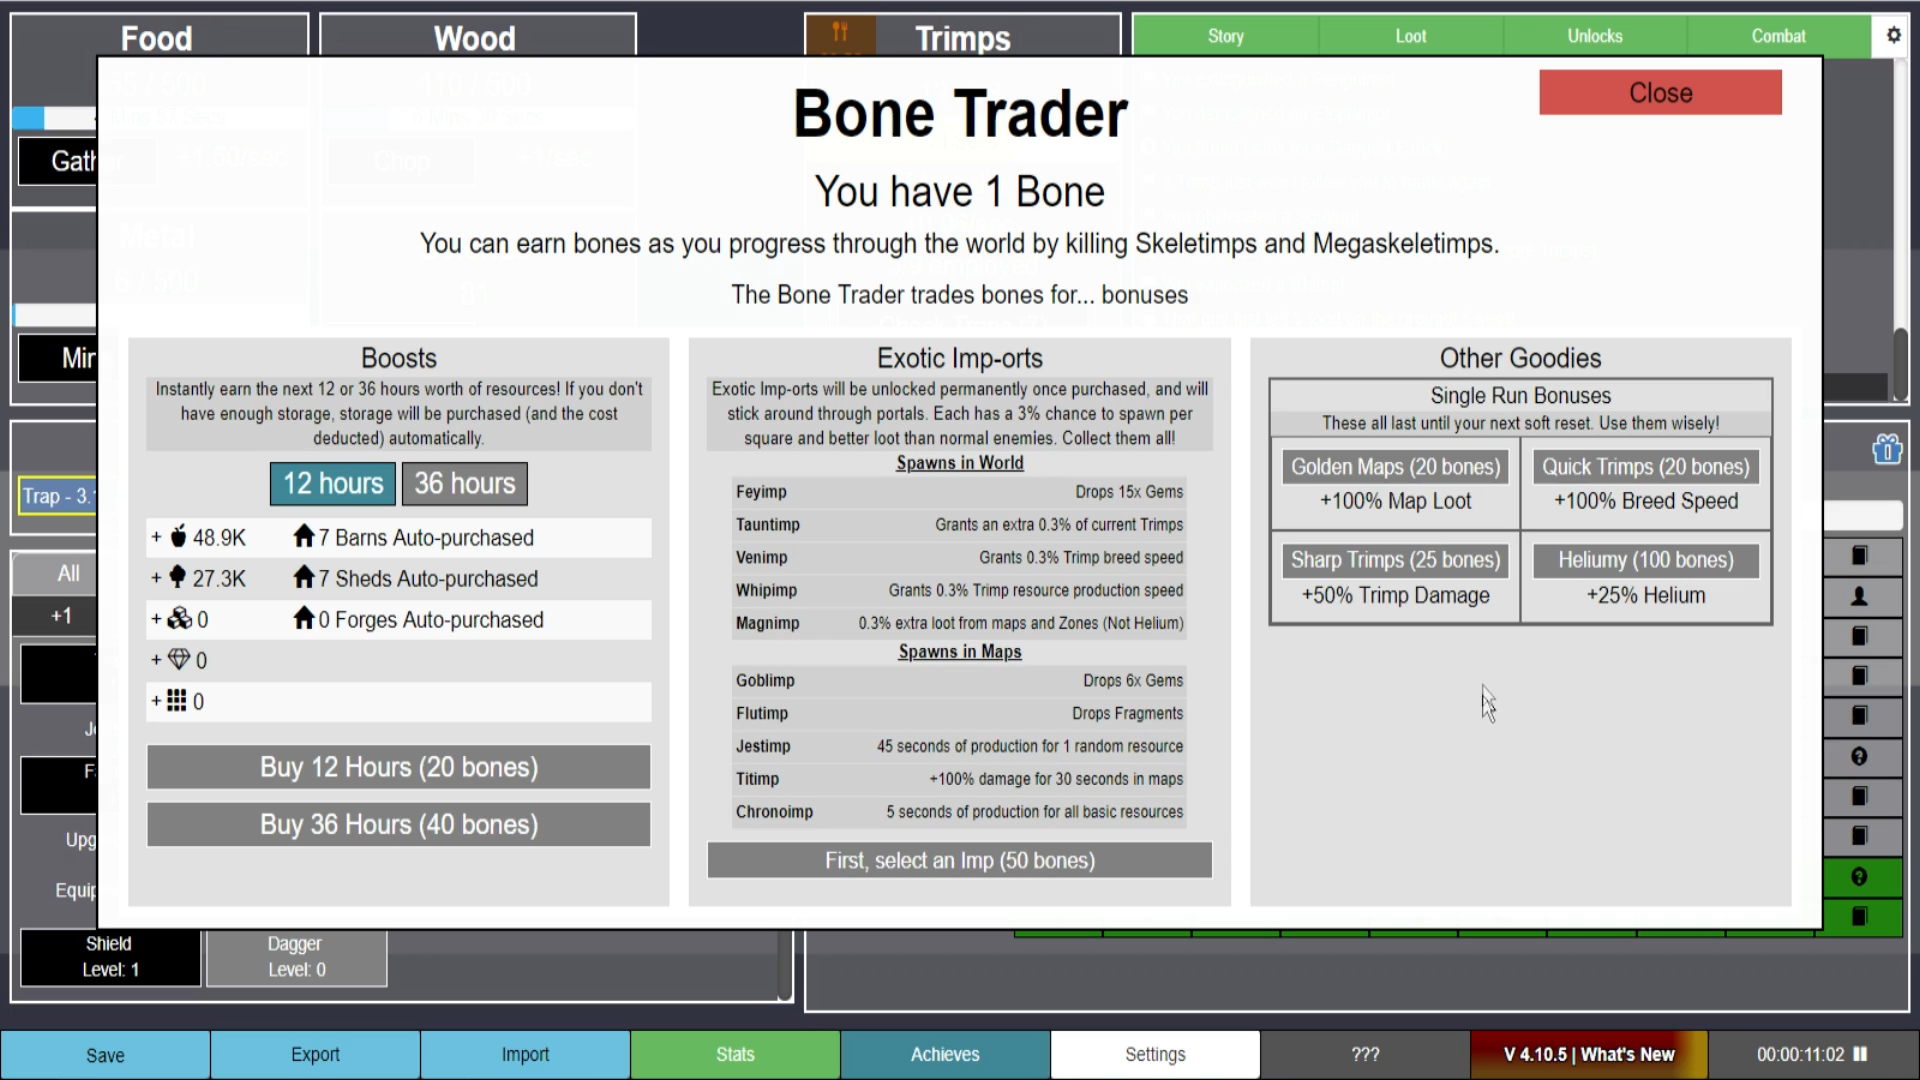 Food
Wood
Trimps
Story
Loot
Unlocks
Combat
Bone Trader
Close
You have 1 Bone
You can earn bones as you progress through the world by killing Skeletimps and Megaskeletimps.
The Bone Trader trades bones for... bonuses
Boosts
Instantly earn the next 12 or 36 hours worth of resources! If you don't
have enough storage, storage will be purchased (and the cost
deducted) automatically.
12 hours
36 hours
+ 48.9K
7 Barns Auto-purchased
+ 27.3K
7 Sheds Auto-purchased
+ 0
0 Forges Auto-purchased
+ 0
+ 0
Buy 12 Hours (20 bones)
Buy 36 Hours (40 bones)
Exotic Imp-orts
Exotic Imp-orts will be unlocked permanently once purchased, and will
stick around through portals. Each has a 3% chance to spawn per
square and better loot than normal enemies. Collect them all!
Spawns in World
Feyimp Drops 15x Gems
Tauntimp Grants an extra 0.3% of current Trimps
Venimp Grants 0.3% Trimp breed speed
Whipimp Grants 0.3% Trimp resource production speed
Magnimp 0.3% extra loot from maps and Zones (Not Helium)
Spawns in Maps
Goblimp Drops 6x Gems
Flutimp Drops Fragments
Jestimp 45 seconds of production for 1 random resource
Titimp +100% damage for 30 seconds in maps
Chronoimp 5 seconds of production for all basic resources
First, select an Imp (50 bones)
Other Goodies
Single Run Bonuses
These all last until your next soft reset. Use them wisely!
Golden Maps (20 bones)
+100% Map Loot
Quick Trimps (20 bones)
+100% Breed Speed
Sharp Trimps (25 bones)
+50% Trimp Damage
Heliumy (100 bones)
+25% Helium
Metal
Chop
Trap - 3.
All
+1
Shield
Level: 1
Dagger
Level: 0
Save
Export
Import
Stats
Achieves
Settings
???
V 4.10.5 | What's New
00:00:11:02